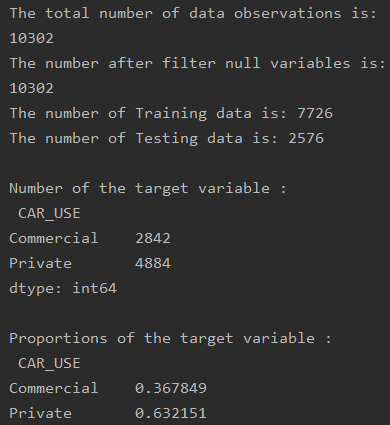 The total number of data observations is:
10302
The number after filter null variables is:
10302
The number of Training data is: 7726
The number of Testing data is: 2576
Number of the target variable :
CAR_USE
Commercial    2842
Private       4884
dtype: int64
Proportions of the target variable :
CAR_USE
Commercial    0.367849
Private       0.632151